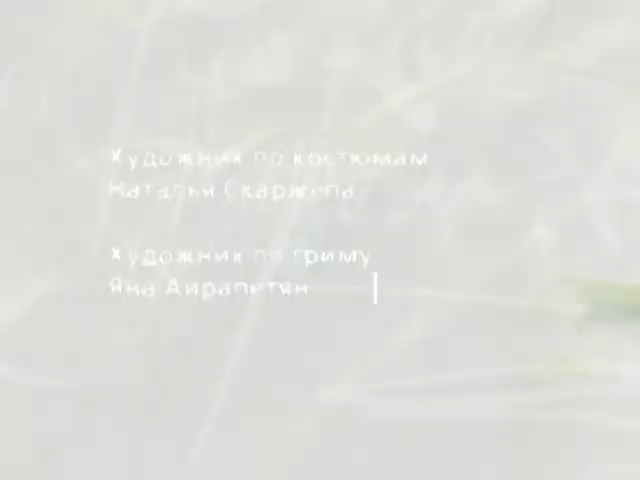 Художник по костюмам
Наталья
Художник по гриму
Яна Айрапетян